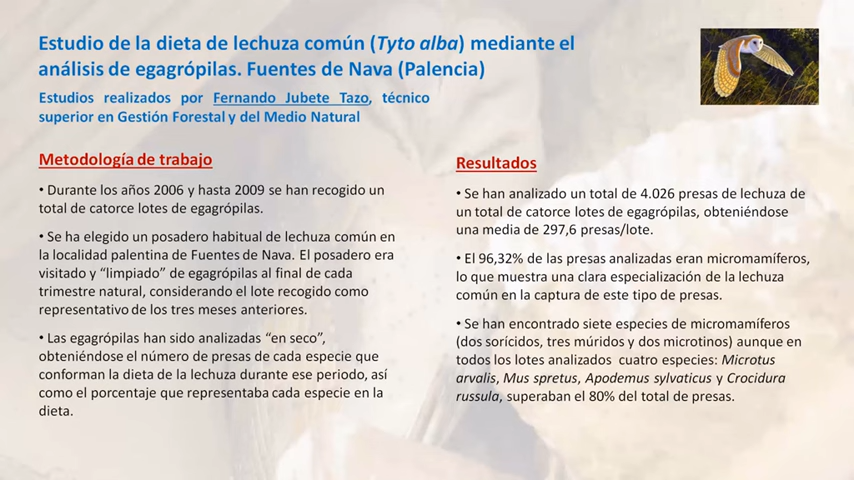 Estudio de la dieta de lechuza común (Tyto alba) mediante el
análisis de egagrópilas. Fuentes de Nava (Palencia)
Estudios realizados por Fernando Jubete Tazo, técnico
superior en Gestión Forestal y del Medio Natural
Metodología de trabajo
• Durante los años 2006 y hasta 2009 se han recogido un
total de catorce lotes de egagrópilas.
• Se ha elegido un posadero habitual de lechuza común en
la localidad palentina de Fuentes de Nava. El posadero era
visitado y “limpiado” de egagrópilas al final de cada
trimestre natural, considerando el lote recogido como
representativo de los tres meses anteriores.
• Las egagrópilas han sido analizadas “en seco”,
obteniéndose el número de presas de cada especie que
conforman la dieta de la lechuza durante ese periodo, así
como el porcentaje que representaba cada especie en la
dieta.
Resultados
• Se han analizado un total de 4.026 presas de lechuza de
un total de catorce lotes de egagrópilas, obteniéndose
una media de 297,6 presas/lote.
• El 96,32% de las presas analizadas eran micromamíferos,
lo que muestra una clara especialización de la lechuza
común en la captura de este tipo de presas.
• Se han encontrado siete especies de micromamíferos
(dos sorícidos, tres múridos y dos microtinos) aunque en
todos los lotes analizados cuatro especies: Microtus
arvalis, Mus spretus, Apodemus sylvaticus y Crocidura
russula, superaban el 80% del total de presas.